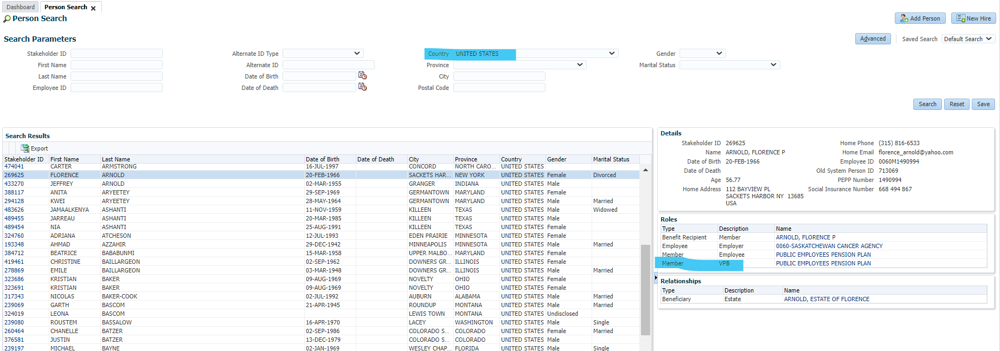 Dashboard Person Search
Person Search Add Person New Hire
Search Parameters Advanced Saved Search Default Search
Stakeholder ID Alternate ID Type Country UNITED STATES Gender
First Name Alternate ID Province Marital Status
Last Name Date of Birth City
Employee ID Date of Death Postal Code
Search Reset Save
Search Results
Export
Stakeholder ID First Name Last Name Date of Birth Date of Death City Province Country Gender Marital Status
474041 CARTER ARMSTRONG 16-JUL-1997 CONCORD NORTH CARO... UNITED STATES
269625 FLORENCE ARNOLD 20-FEB-1966 SACKETS HAR... NEW YORK UNITED STATES Female Divorced
433270 JEFFREY ARNOLD 02-MAR-1955 GRANGER INDIANA UNITED STATES Male
388117 ANITA ARYEETEY 29-SEP-1969 GERMANTOWN MARYLAND UNITED STATES Female
294128 KWEI ARYEETEY 28-MAY-1964 GERMANTOWN MARYLAND UNITED STATES Male Married
483626 JAMAALKENYA ASHANTI 11-NOV-1959 KILLEEN TEXAS UNITED STATES Male Widowed
489455 JARREAU ASHANTI 20-MAR-1985 KILLEEN TEXAS UNITED STATES Male
489454 NIA ASHANTI 25-AUG-1991 KILLEEN TEXAS UNITED STATES Female
324760 ADRIANA ATCHESON 12-JUL-1993 EDEN PRAIRIE MINNESOTA UNITED STATES Female
193348 AHMAD AZZAHIR 29-DEC-1942 MINNEAPOLIS MINNESOTA UNITED STATES Male Married
384712 BEATRICE BABABUNMI 15-MAR-1958 UPPER MALBO... MARYLAND UNITED STATES Female
419461 CHRISTINE BAILLARGEON 02-SEP-1962 DOWNERS GR... ILLINOIS UNITED STATES Female
278869 EMILE BAILLARGEON 03-MAR-1948 DOWNERS GR... ILLINOIS UNITED STATES Male Married
323686 KRISTIAN BAKER 09-AUG-1969 NOVELTY OHIO UNITED STATES Female
323691 KRISTIAN BAKER 09-AUG-1969 NOVELTY OHIO UNITED STATES Female
317343 NICOLAS BAKER-COOK 02-JUL-1992 AUBURN ALABAMA UNITED STATES Male Married
239069 GARTH BASCOM 21-APR-1945 ROUNDUP MONTANA UNITED STATES Male Married
324019 LEONA BASCOM LEWIS TOWN MONTANA UNITED STATES Undisclosed
239080 ROUSTEM BASSALOW 16-APR-1970 LACEY WASHINGTON UNITED STATES Male Single
260464 CHANELLE BATZER 02-SEP-1986 COLORADO S... COLORADO UNITED STATES Female Married
376581 JUSTIN BATZER 13-DEC-1979 COLORADO S... COLORADO UNITED STATES Male
239197 MICHAEL BAYNE 02-JAN-1969 WESLEY CHAP... FLORIDA UNITED STATES Male Single
Details
Stakeholder ID 269625 Home Phone (315) 816-6533
Name ARNOLD, FLORENCE P Home Email florence_arnold@yahoo.com
Date of Birth 20-FEB-1966 Employee ID 0060M1490994
Date of Death Old System Person ID 713069
Age 56.77 PEPP Number 1490994
Home Address 112 BAYVIEW PL Social Insurance Number 668 494 867
SACKETS HARBOR NY 13685
USA
Roles
Type Description Name
Benefit Recipient Member ARNOLD, FLORENCE P
Employee Employer 0060-SASKATCHEWAN CANCER AGENCY
Member Employee PUBLIC EMPLOYEES PENSION PLAN
Member VPB PUBLIC EMPLOYEES PENSION PLAN
Relationships
Type Description Name
Beneficiary Estate ARNOLD, ESTATE OF FLORENCE